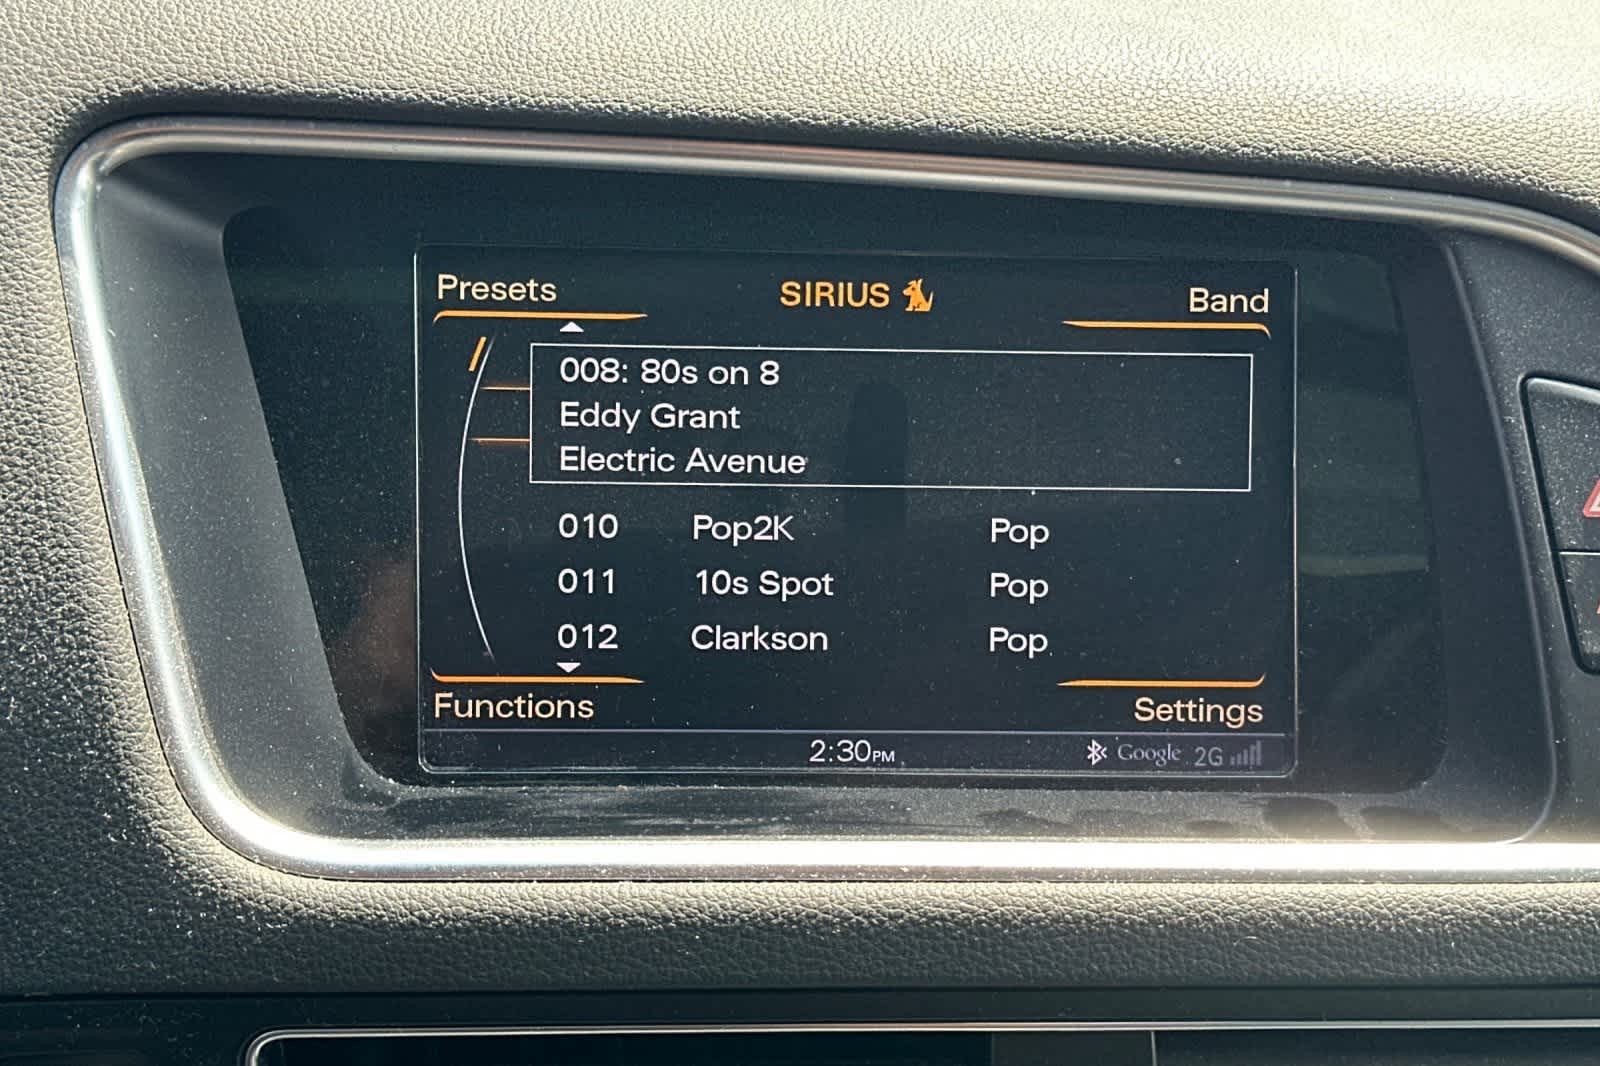 Presets
SIRIUS
Band
008: 80s on 8
Eddy Grant
Electric Avenue
010 Pop2K Pop
011 10s Spot Pop
012 Clarkson Pop
Functions
Settings
2:30PM
Google 2G